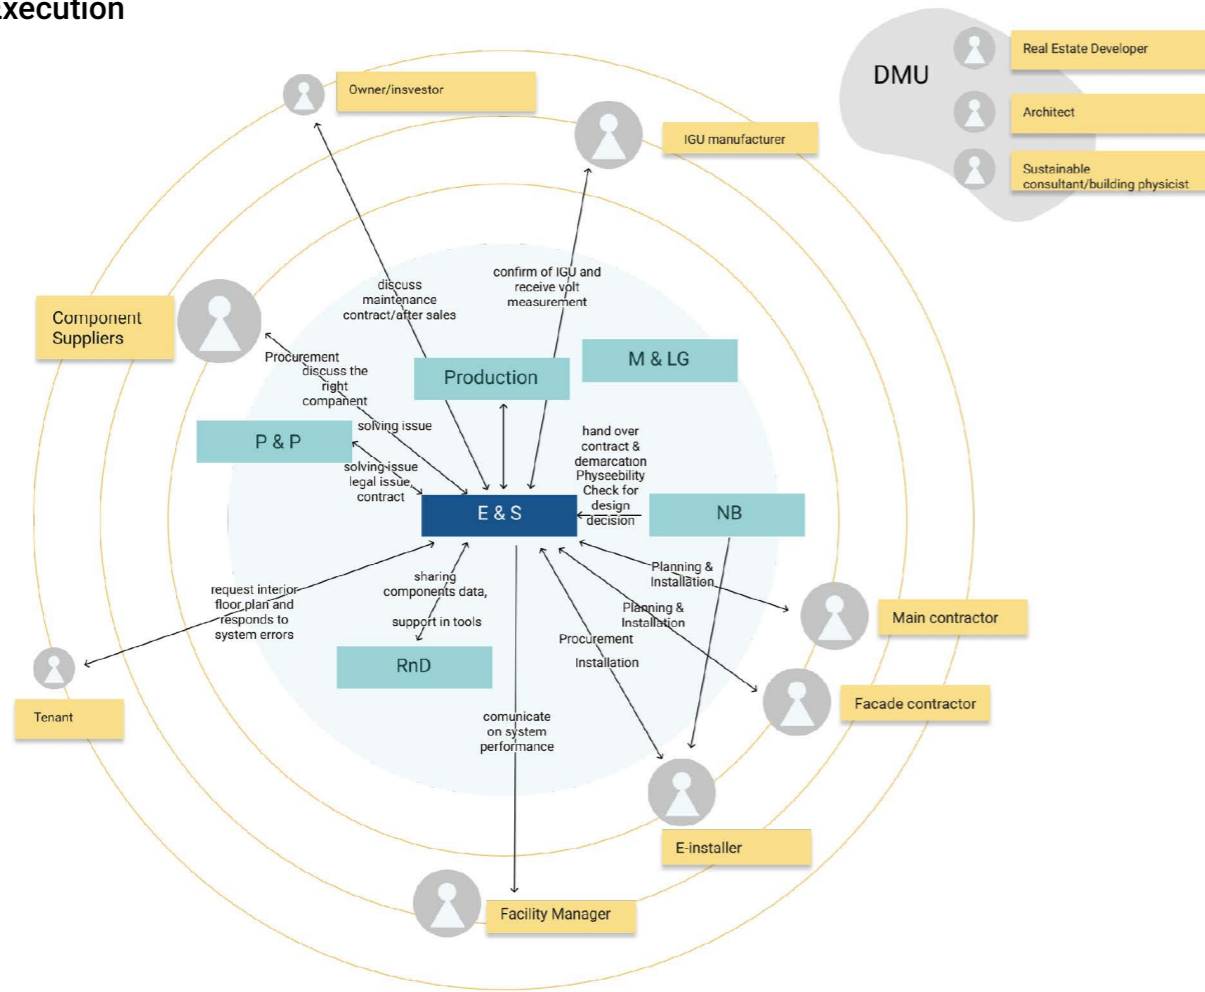 Execution
Owner/insvestor
IGU manufacturer
DMU
Real Estate Developer
Architect
Sustainable
consultant/building physicist
Component
Suppliers
discuss
maintenance
contract/after sales
confirm of IGU and
receive volt
measurement
Procurement
discuss the
right
companent
solving issue
Production
M & LG
P & P
solving issue
legal issue,
contract
hand over
contract &
demarcation
Physeebility
Check for
design
decision
E & S
NB
request interior
floor plan and
responds to
system errors
sharing
components data,
support in tools
RnD
Planning &
Installation
Planning &
Installation
Procurement
Installation
comunicate
on system
performance
Main contractor
Facade contractor
Tenant
E-installer
Facility Manager